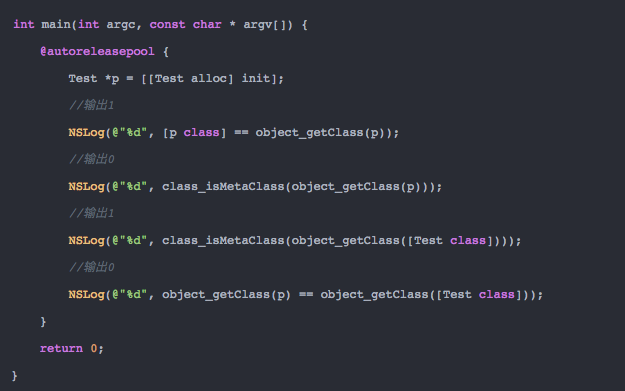 int main(int argc, const char * argv[]) {
    @autoreleasepool {
        Test *p = [[Test alloc] init];
        //输出1
        NSLog(@"%d", [p class] == object_getClass(p));
        //输出0
        NSLog(@"%d", class_isMetaClass(object_getClass(p)));
        //输出1
        NSLog(@"%d", class_isMetaClass(object_getClass([Test class])));
        //输出0
        NSLog(@"%d", object_getClass(p) == object_getClass([Test class]));
    }
    return 0;
}